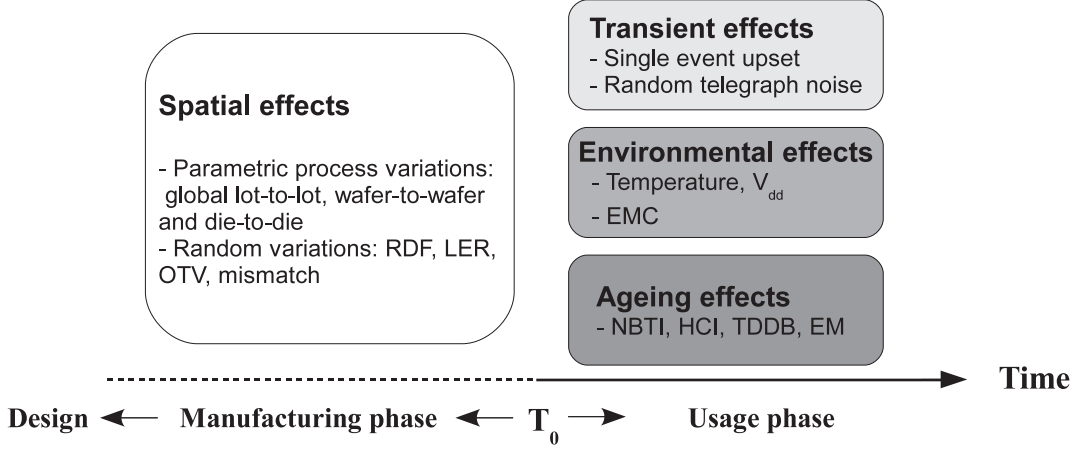 Spatial effects
- Parametric process variations:
global lot-to-lot, wafer-to-wafer
and die-to-die
- Random variations: RDF, LER,
OTV, mismatch
Transient effects
- Single event upset
- Random telegraph noise
Environmental effects
- Temperature, Vdd
- EMC
Ageing effects
- NBTI, HCI, TDDB, EM
Time
Design Manufacturing phase T0 Usage phase